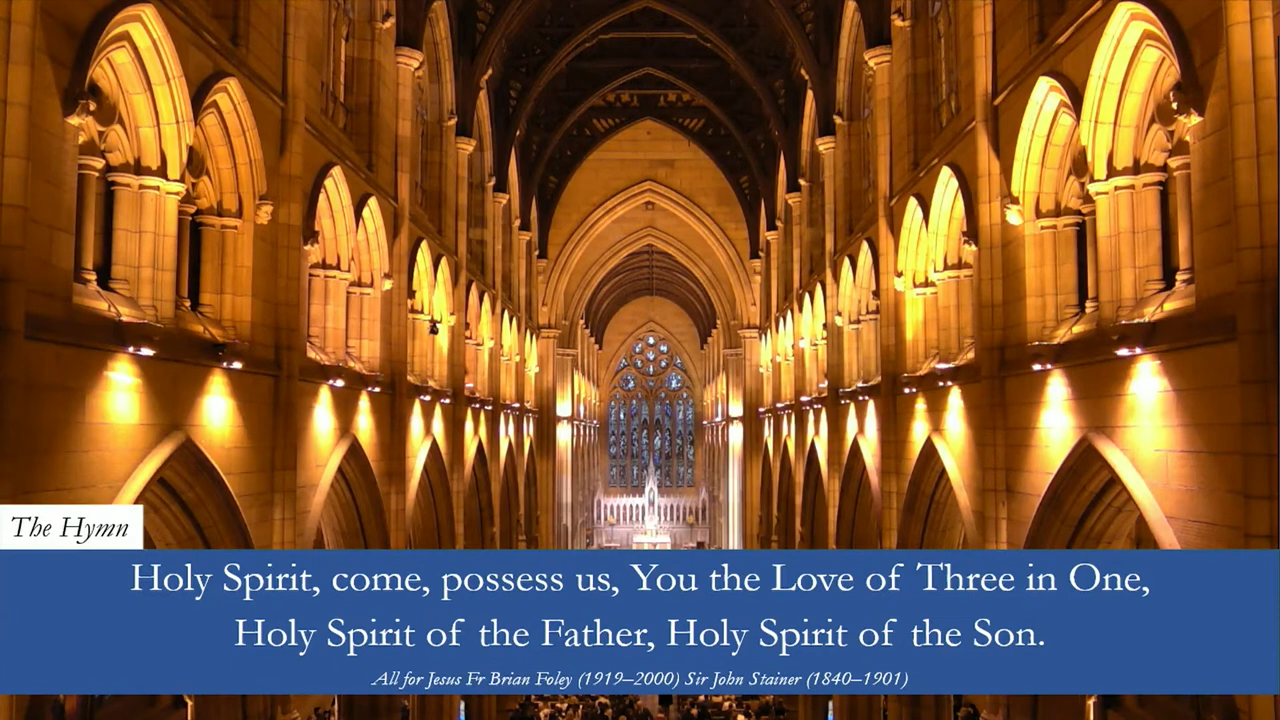 The Hymn
Holy Spirit, come, possess us, You the Love of Three in One,
Holy Spirit of the Father, Holy Spirit of the Son.
All for Jesus Fr Brian Foley (1919–2000) Sir John Stainer (1840–1901)